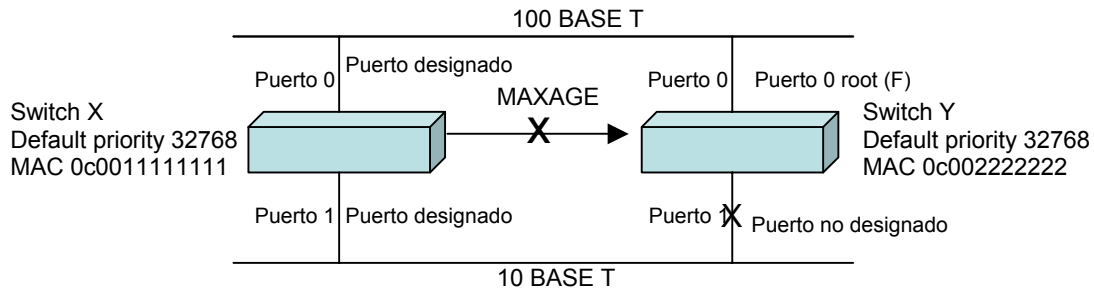 100 BASE T
Puerto 0
Puerto designado
MAXAGE
X
Puerto 0
Puerto 0 root (F)
Switch X
Default priority 32768
MAC 0c0011111111
Switch Y
Default priority 32768
MAC 0c002222222
Puerto 1
Puerto designado
Puerto 1
X
Puerto no designado
10 BASE T